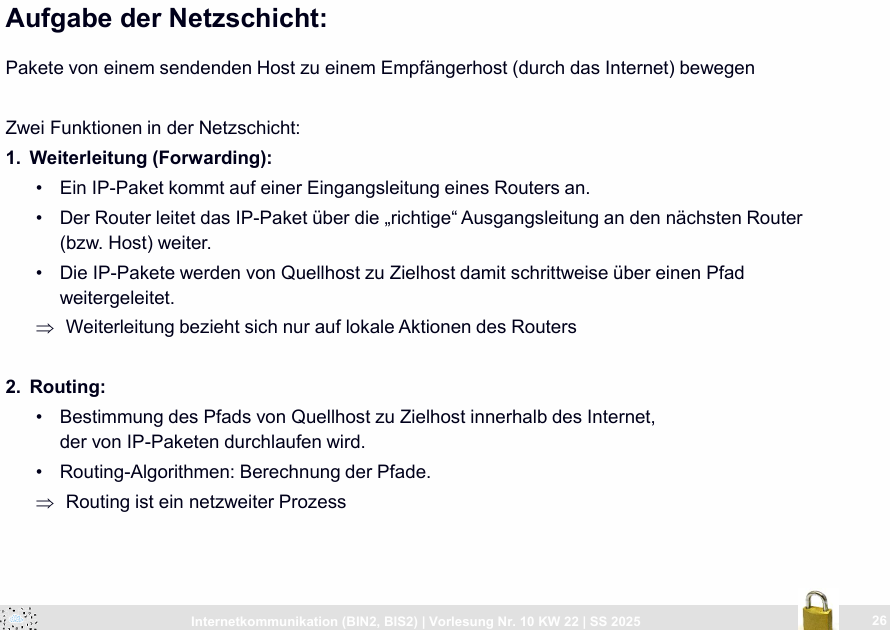 Aufgabe der Netzschicht:
Pakete von einem sendenden Host zu einem Empfängerhost (durch das Internet) bewegen
Zwei Funktionen in der Netzschicht:
1. Weiterleitung (Forwarding):
• Ein IP-Paket kommt auf einer Eingangsleitung eines Routers an.
• Der Router leitet das IP-Paket über die „richtige“ Ausgangsleitung an den nächsten Router
(bzw. Host) weiter.
• Die IP-Pakete werden von Quellhost zu Zielhost damit schrittweise über einen Pfad
weitergeleitet.
⇒ Weiterleitung bezieht sich nur auf lokale Aktionen des Routers
2. Routing:
• Bestimmung des Pfads von Quellhost zu Zielhost innerhalb des Internet,
der von IP-Paketen durchlaufen wird.
• Routing-Algorithmen: Berechnung der Pfade.
⇒ Routing ist ein netzweiter Prozess
Internetkommunikation (BIN2, BIS2) | Vorlesung Nr. 10 KW 22 | SS 2025
26